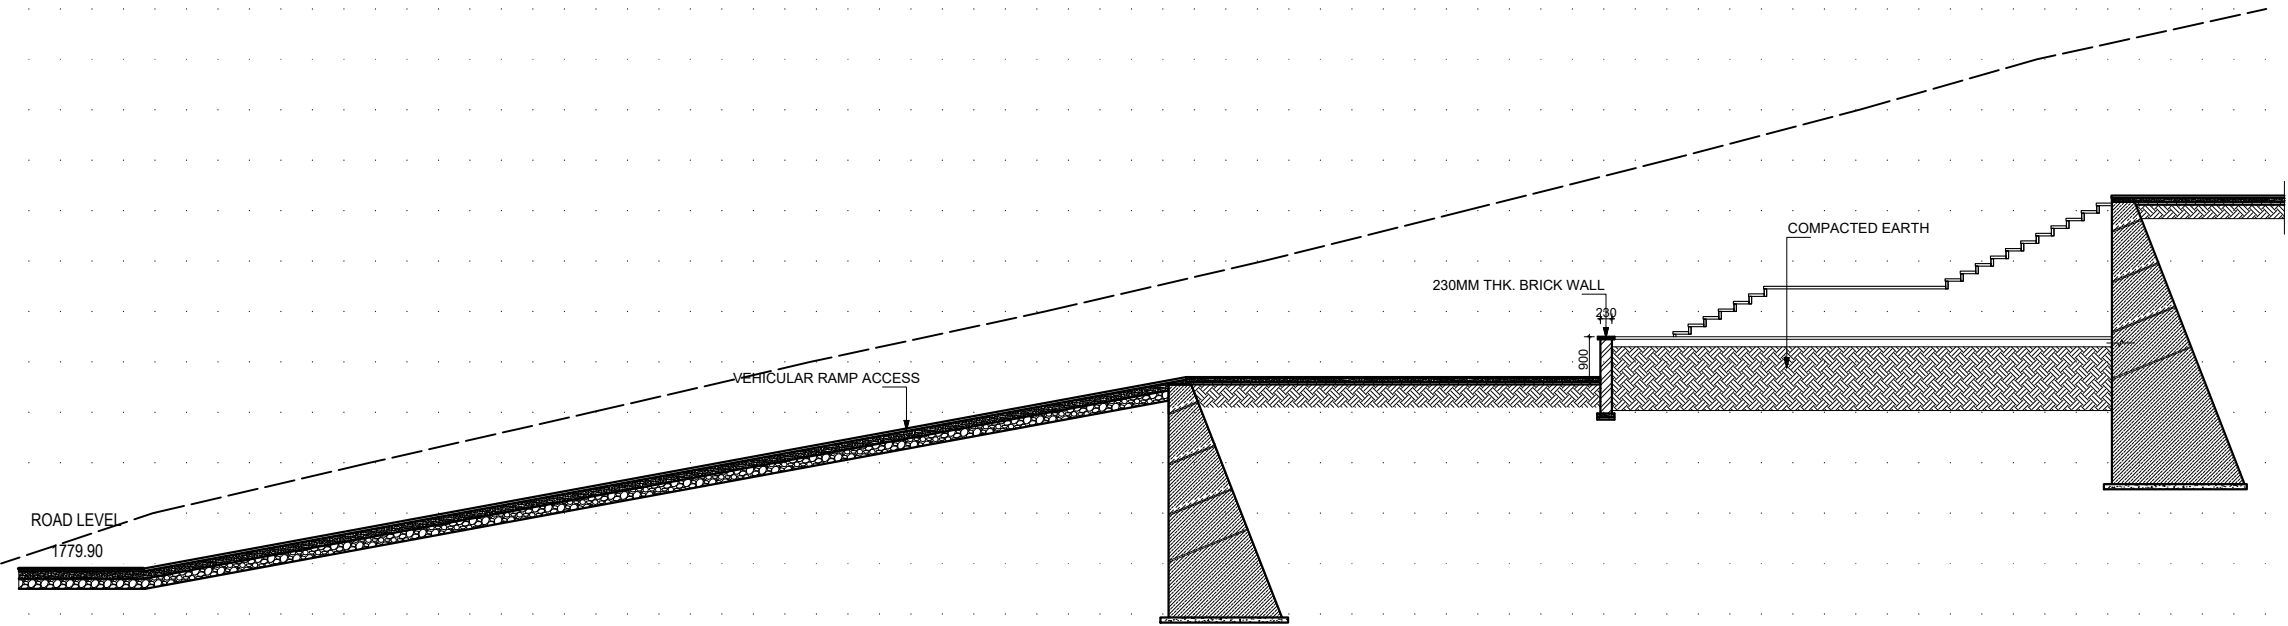 COMPACTED EARTH
230MM THK. BRICK WALL
230
900
VEHICULAR RAMP ACCESS
ROAD LEVEL
1779.90